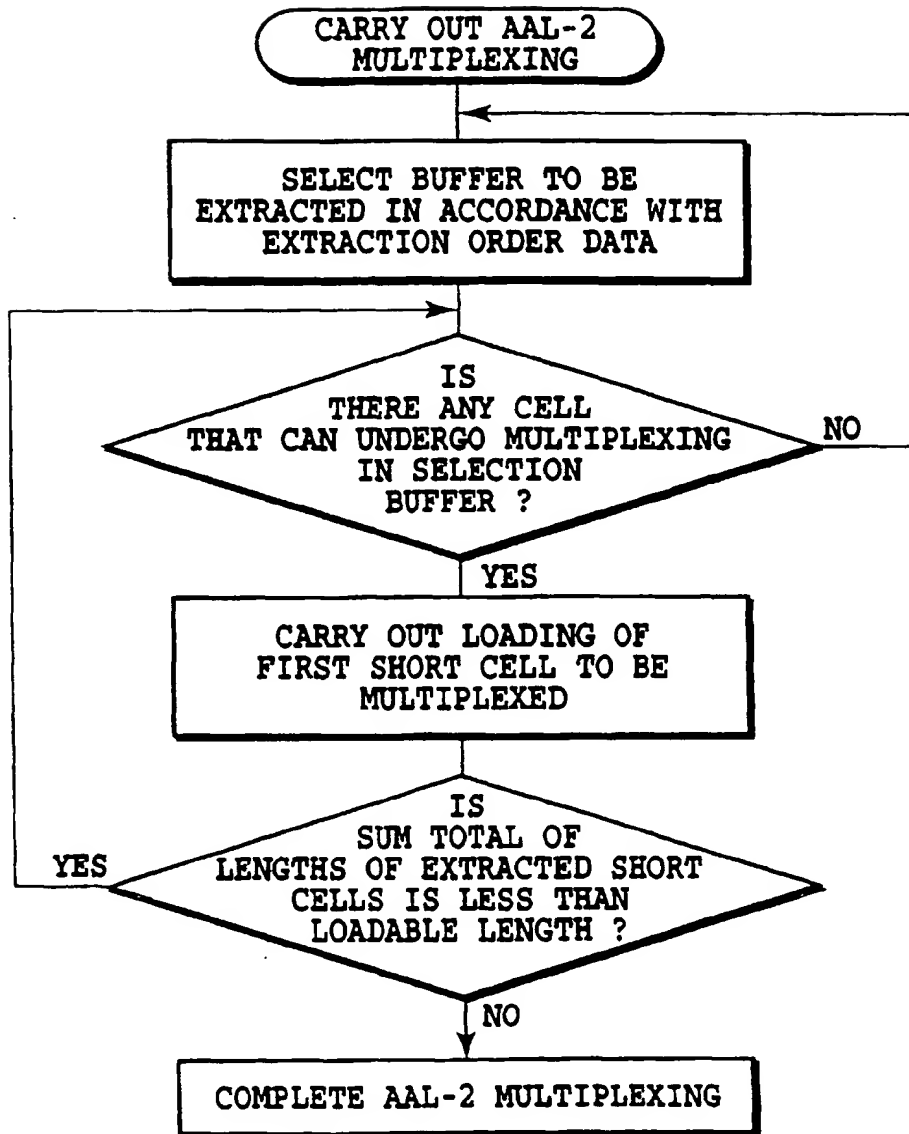 CARRY OUT AAL-2
MULTIPLEXING
SELECT BUFFER TO BE
EXTRACTED IN ACCORDANCE WITH
EXTRACTION ORDER DATA
IS
THERE ANY CELL
THAT CAN UNDERGO MULTIPLEXING
IN SELECTION
BUFFER ?
NO
YES
CARRY OUT LOADING OF
FIRST SHORT CELL TO BE
MULTIPLEXED
IS
SUM TOTAL OF
LENGTHS OF EXTRACTED SHORT
CELLS IS LESS THAN
LOADABLE LENGTH ?
YES
NO
COMPLETE AAL-2 MULTIPLEXING